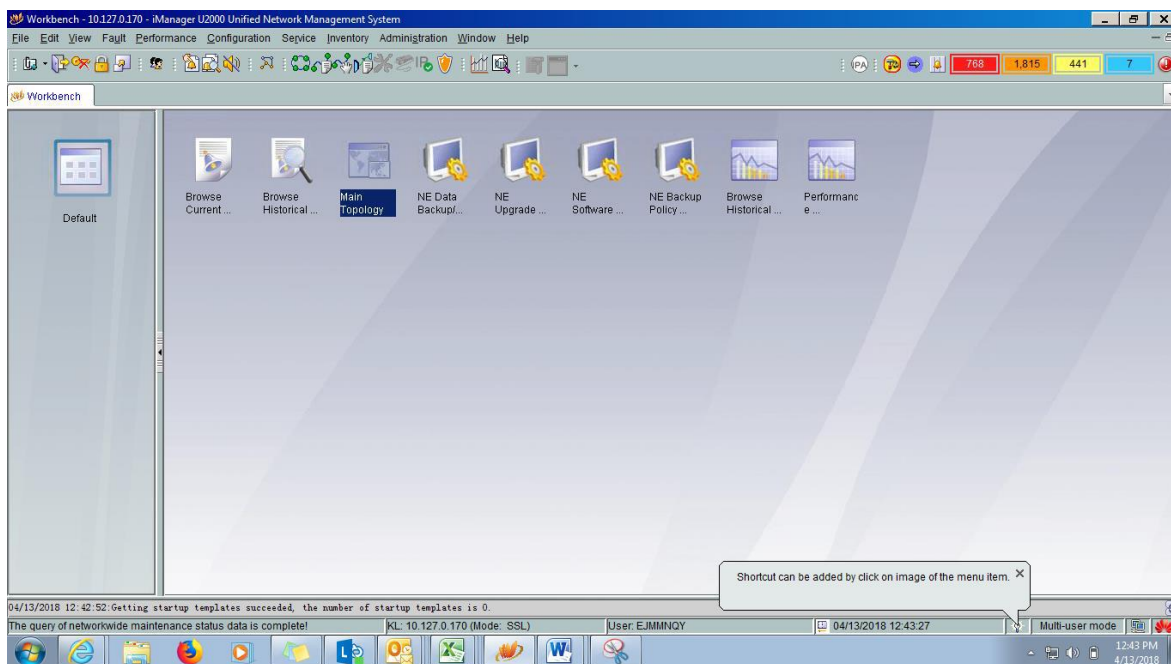 Workbench - 10.127.0.170 - iManager U2000 Unified Network Management System
File Edit View Fault Performance Configuration Service Inventory Administration Window Help
PA 768 1,815 441 7
Workbench
Default
Browse Current ...
Browse Historical ...
Main Topology
NE Data Backup/...
NE Upgrade ...
NE Software ...
NE Backup Policy ...
Browse Historical ...
Performanc e ...
Shortcut can be added by click on image of the menu item.
04/13/2018 12:42:52:Getting startup templates succeeded, the number of startup templates is 0.
The query of networkwide maintenance status data is complete! KL: 10.127.0.170 (Mode: SSL) User: EJMMNQY 04/13/2018 12:43:27 Multi-user mode
12:43 PM
4/13/2018